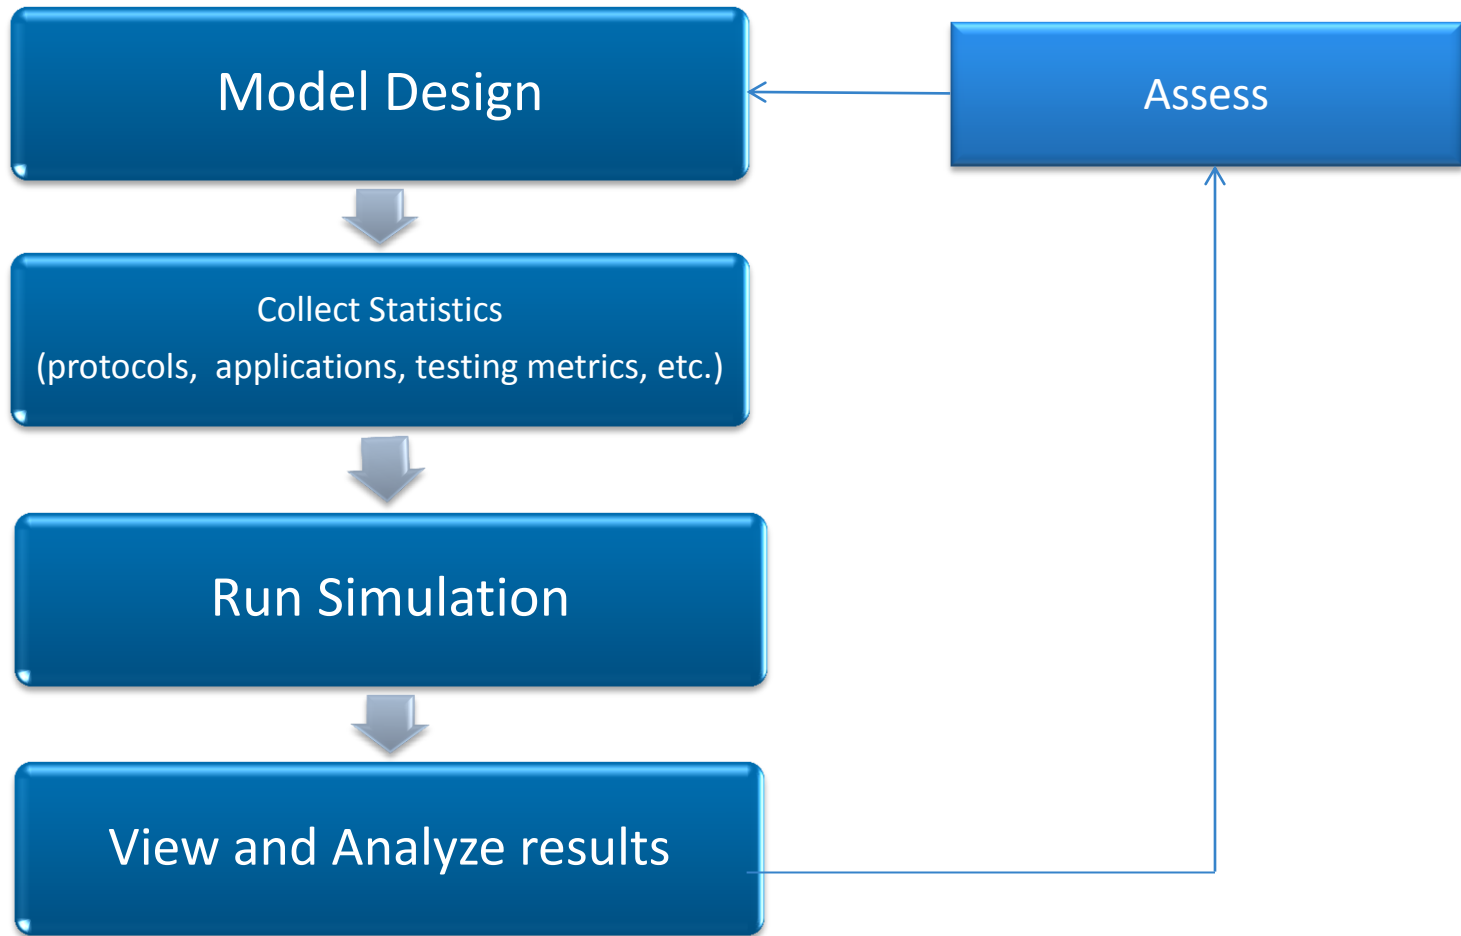 Model Design
Assess
Collect Statistics
(protocols,  applications, testing metrics, etc.)
Run Simulation
View and Analyze results